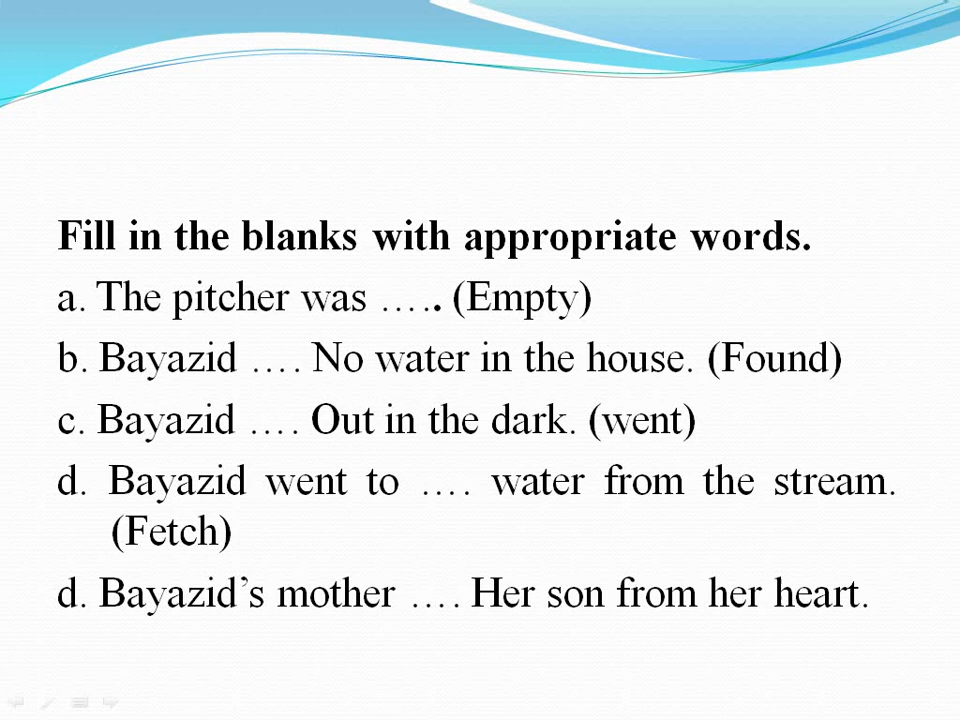 Fill in the blanks with appropriate words.
a. The pitcher was ….. (Empty)
b. Bayazid …. No water in the house. (Found)
c. Bayazid …. Out in the dark. (went)
d. Bayazid went to …. water from the stream.
(Fetch)
d. Bayazid’s mother …. Her son from her heart.